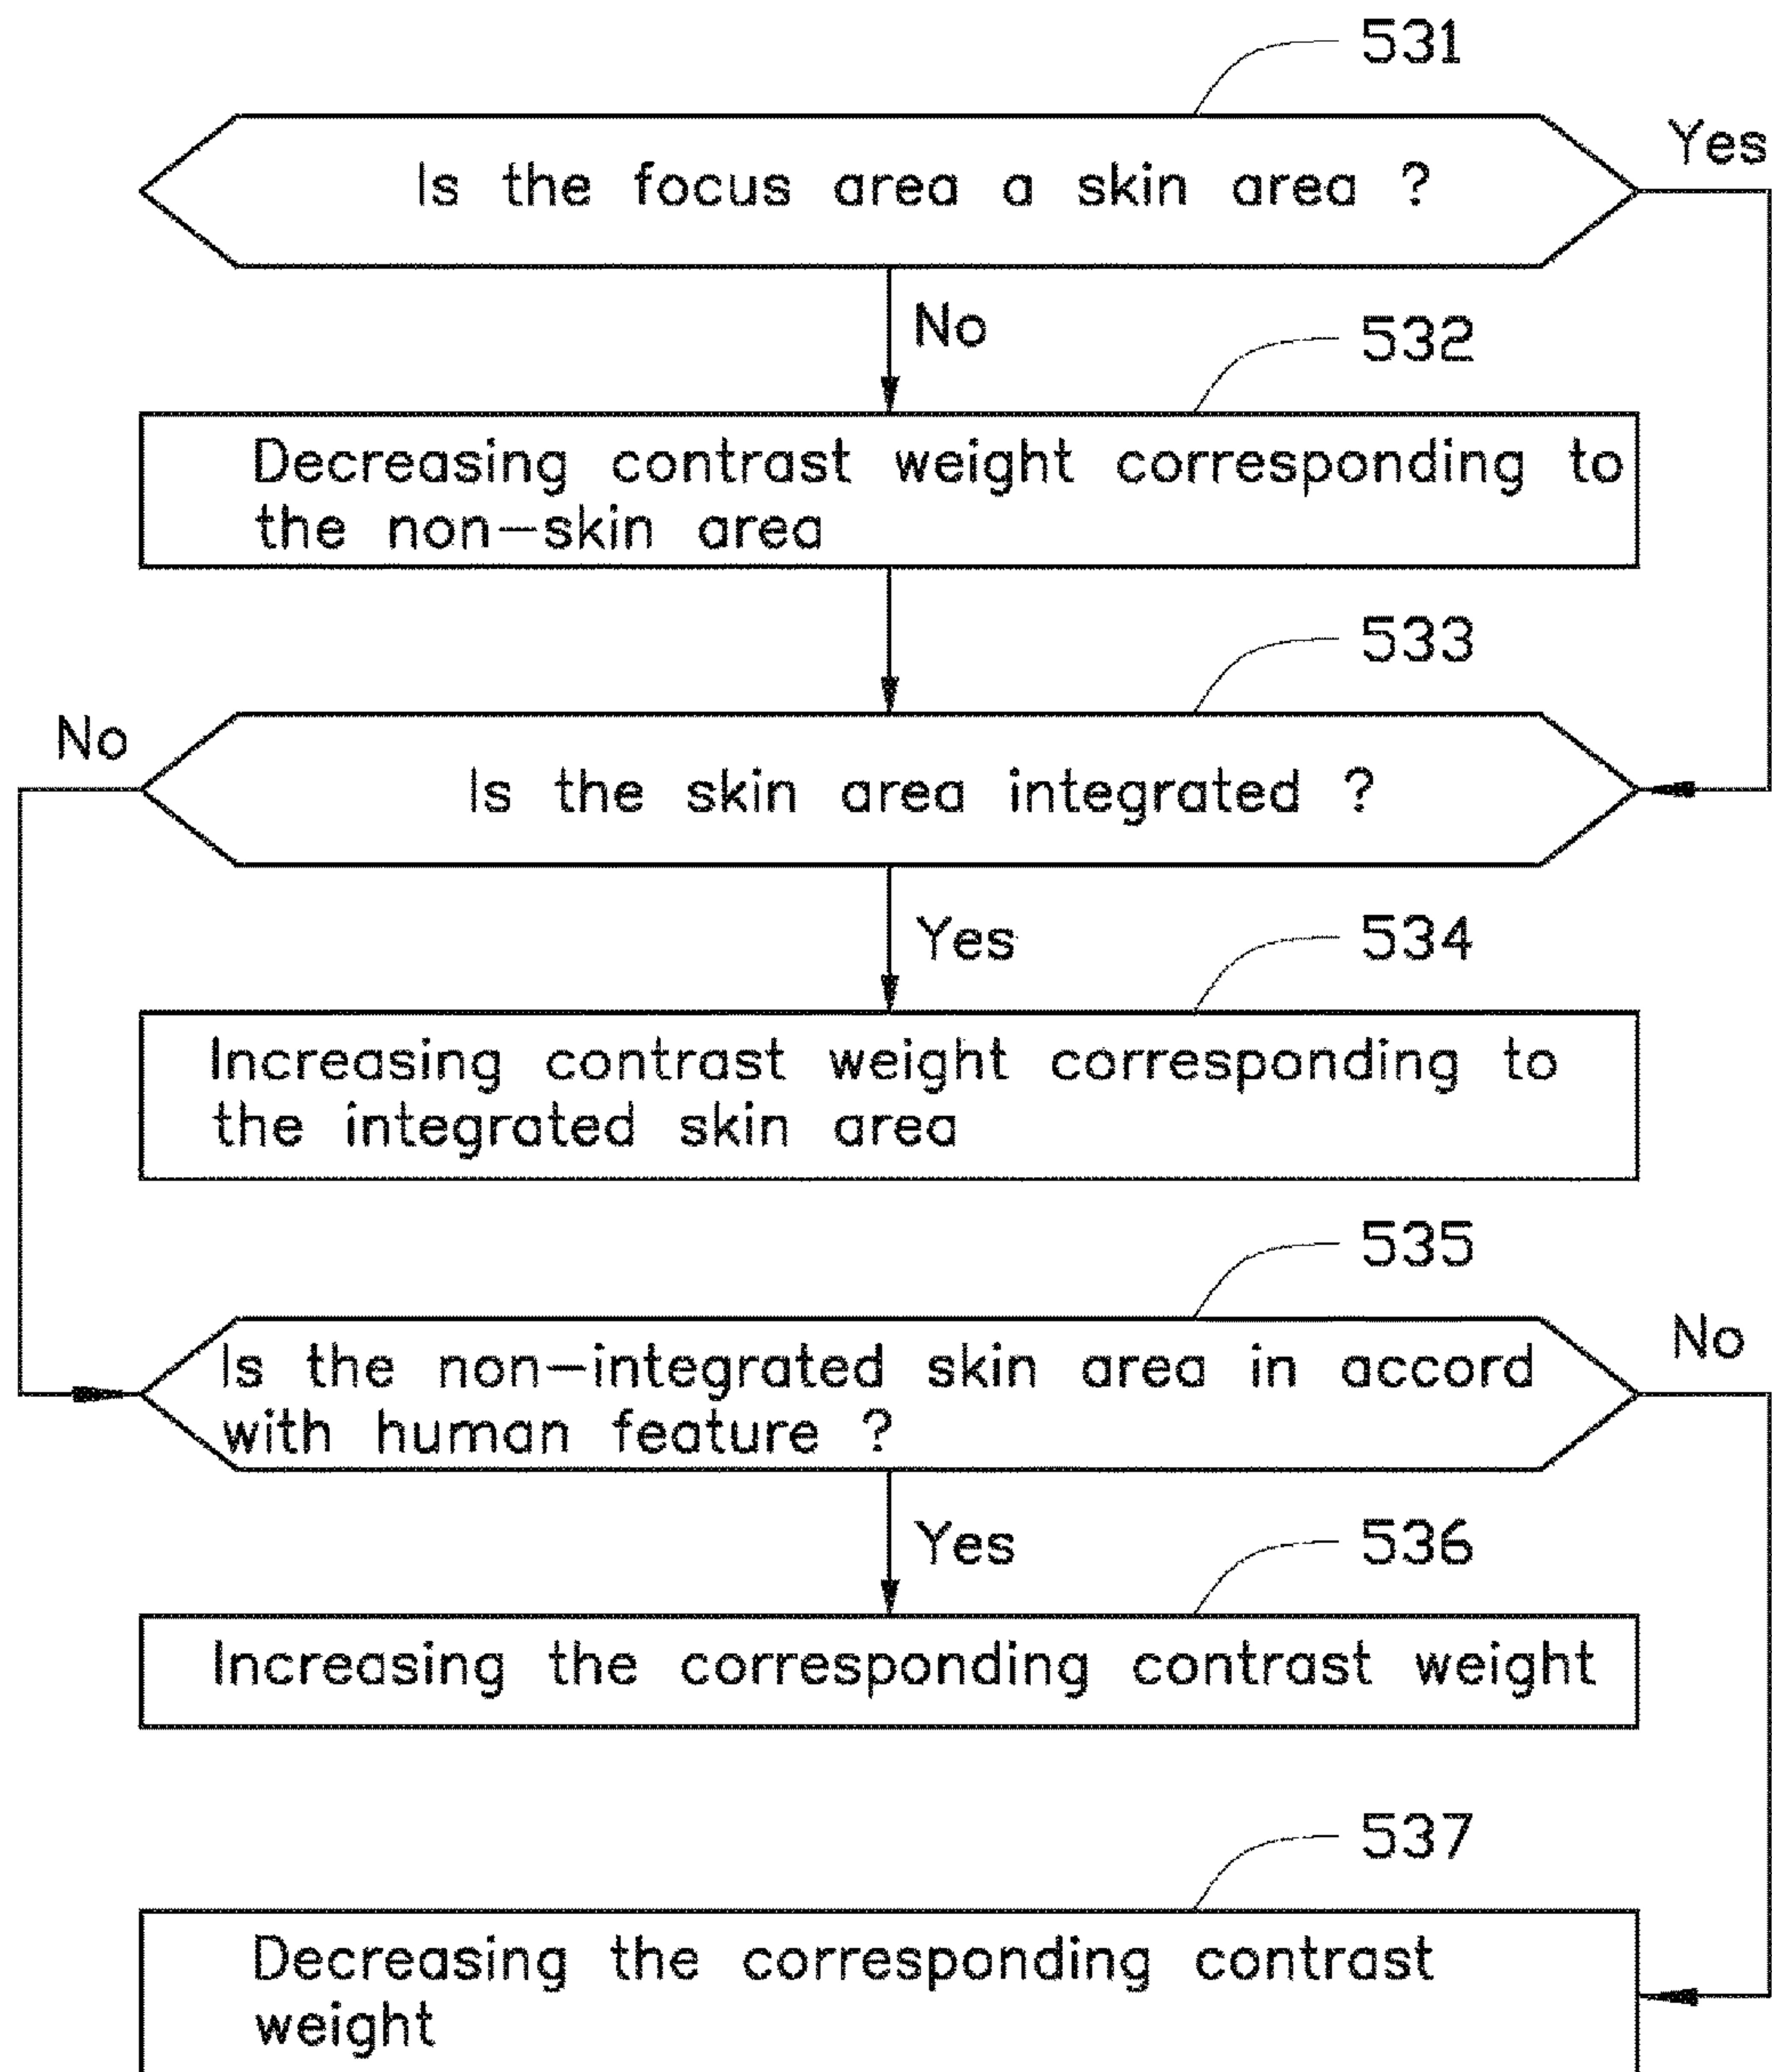 531
Is the focus area a skin area ?
Yes
No
532
Decreasing contrast weight corresponding to
the non-skin area
533
No
Is the skin area integrated ?
Yes
534
Increasing contrast weight corresponding to
the integrated skin area
535
Is the non-integrated skin area in accord
with human feature ?
No
Yes
536
Increasing the corresponding contrast weight
537
Decreasing the corresponding contrast
weight